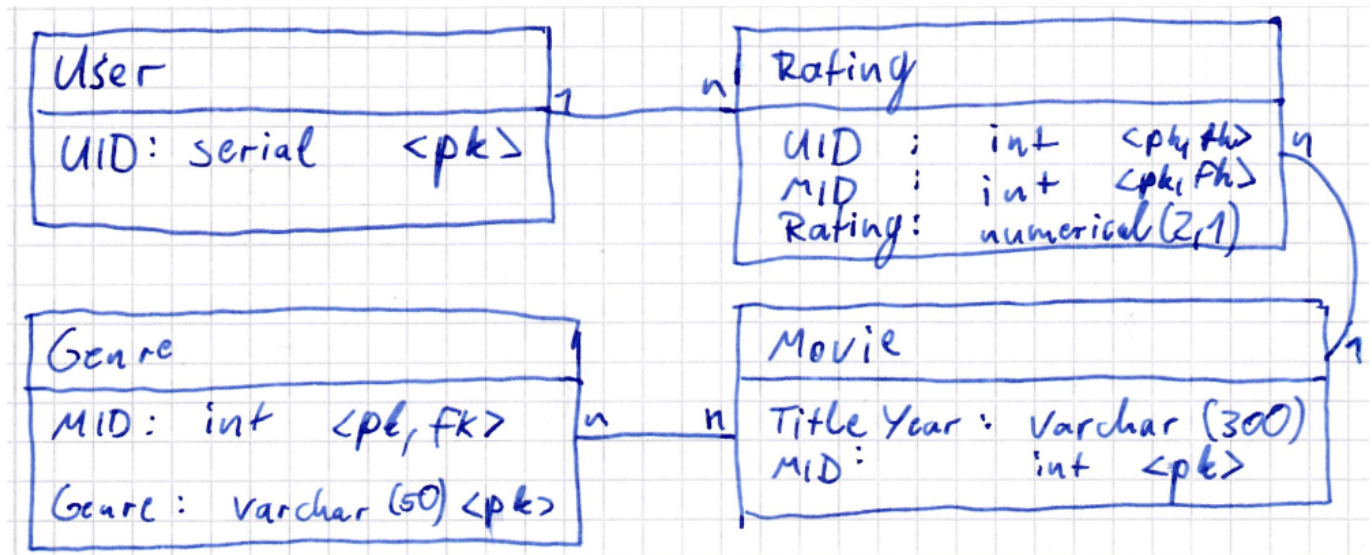 User
UID: serial <pk>
1
n
Rating
UID : int <pk, fk>
MID : int <pk, fk>
Rating: numerical(2,1)
n
Genre
MID: int <pk, fk>
Genre: varchar (50) <pk>
n
n
Movie
Title Year: varchar (300)
MID: int <pk>
1